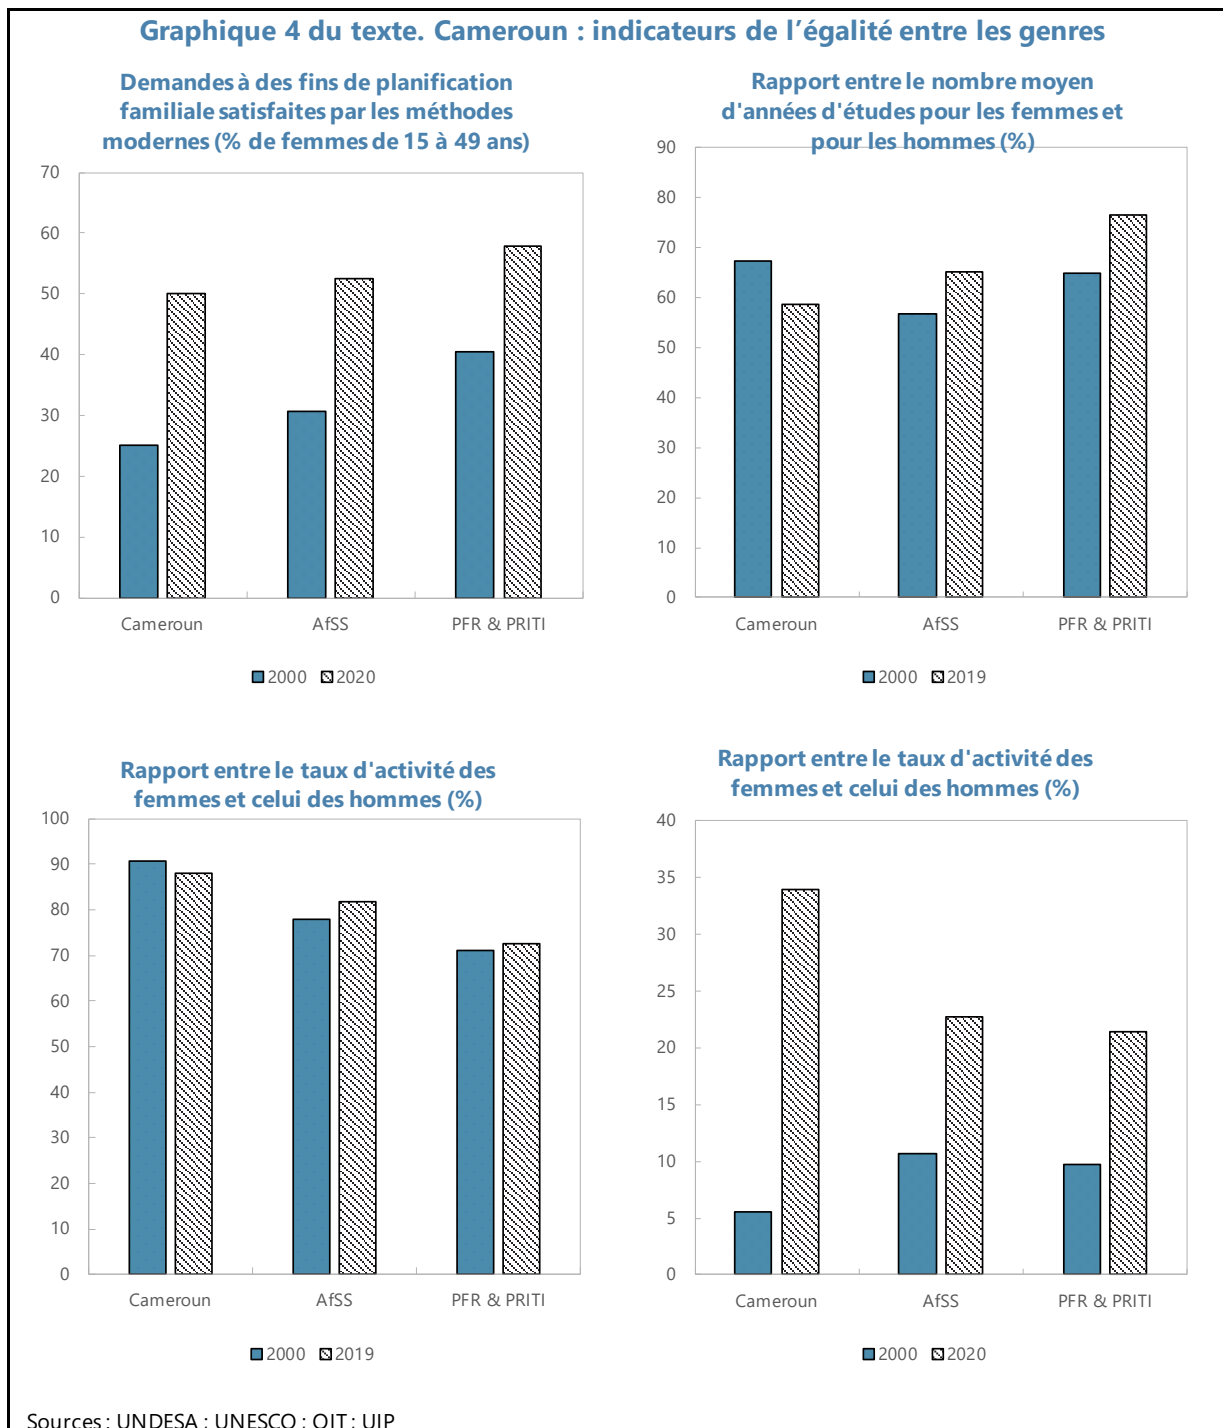 Graphique 4 du texte. Cameroun : indicateurs de l’égalité entre les genres
Demandes à des fins de planification
familiale satisfaites par les méthodes
modernes (% de femmes de 15 à 49 ans)
70
60
50
40
30
20
10
0
Cameroun
AfSS
PFR & PRITI
2000
2020
Rapport entre le nombre moyen
d'années d'études pour les femmes et
pour les hommes (%)
90
80
70
60
50
40
30
20
10
0
Cameroun
AfSS
PFR & PRITI
2000
2019
Rapport entre le taux d'activité des
femmes et celui des hommes (%)
100
90
80
70
60
50
40
30
20
10
0
Cameroun
AfSS
PFR & PRITI
2000
2019
Rapport entre le taux d'activité des
femmes et celui des hommes (%)
40
35
30
25
20
15
10
5
0
Cameroun
AfSS
PFR & PRITI
2000
2020
Sources : UNDESA ; UNESCO ; OIT ; UIP